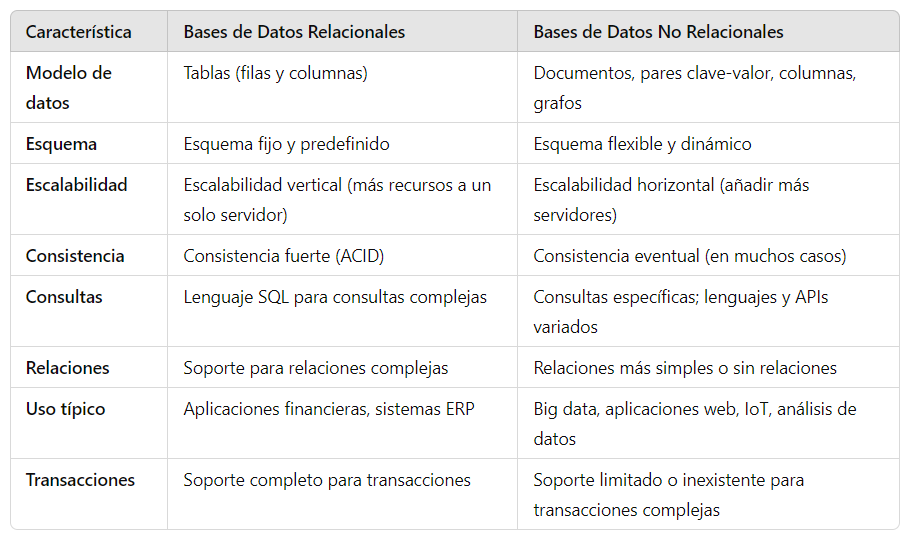 Característica Bases de Datos Relacionales Bases de Datos No Relacionales
Modelo de datos Tablas (filas y columnas) Documentos, pares clave-valor, columnas, grafos
Esquema Esquema fijo y predefinido Esquema flexible y dinámico
Escalabilidad Escalabilidad vertical (más recursos a un solo servidor) Escalabilidad horizontal (añadir más servidores)
Consistencia Consistencia fuerte (ACID) Consistencia eventual (en muchos casos)
Consultas Lenguaje SQL para consultas complejas Consultas específicas; lenguajes y APIs variados
Relaciones Soporte para relaciones complejas Relaciones más simples o sin relaciones
Uso típico Aplicaciones financieras, sistemas ERP Big data, aplicaciones web, IoT, análisis de datos
Transacciones Soporte completo para transacciones Soporte limitado o inexistente para transacciones complejas